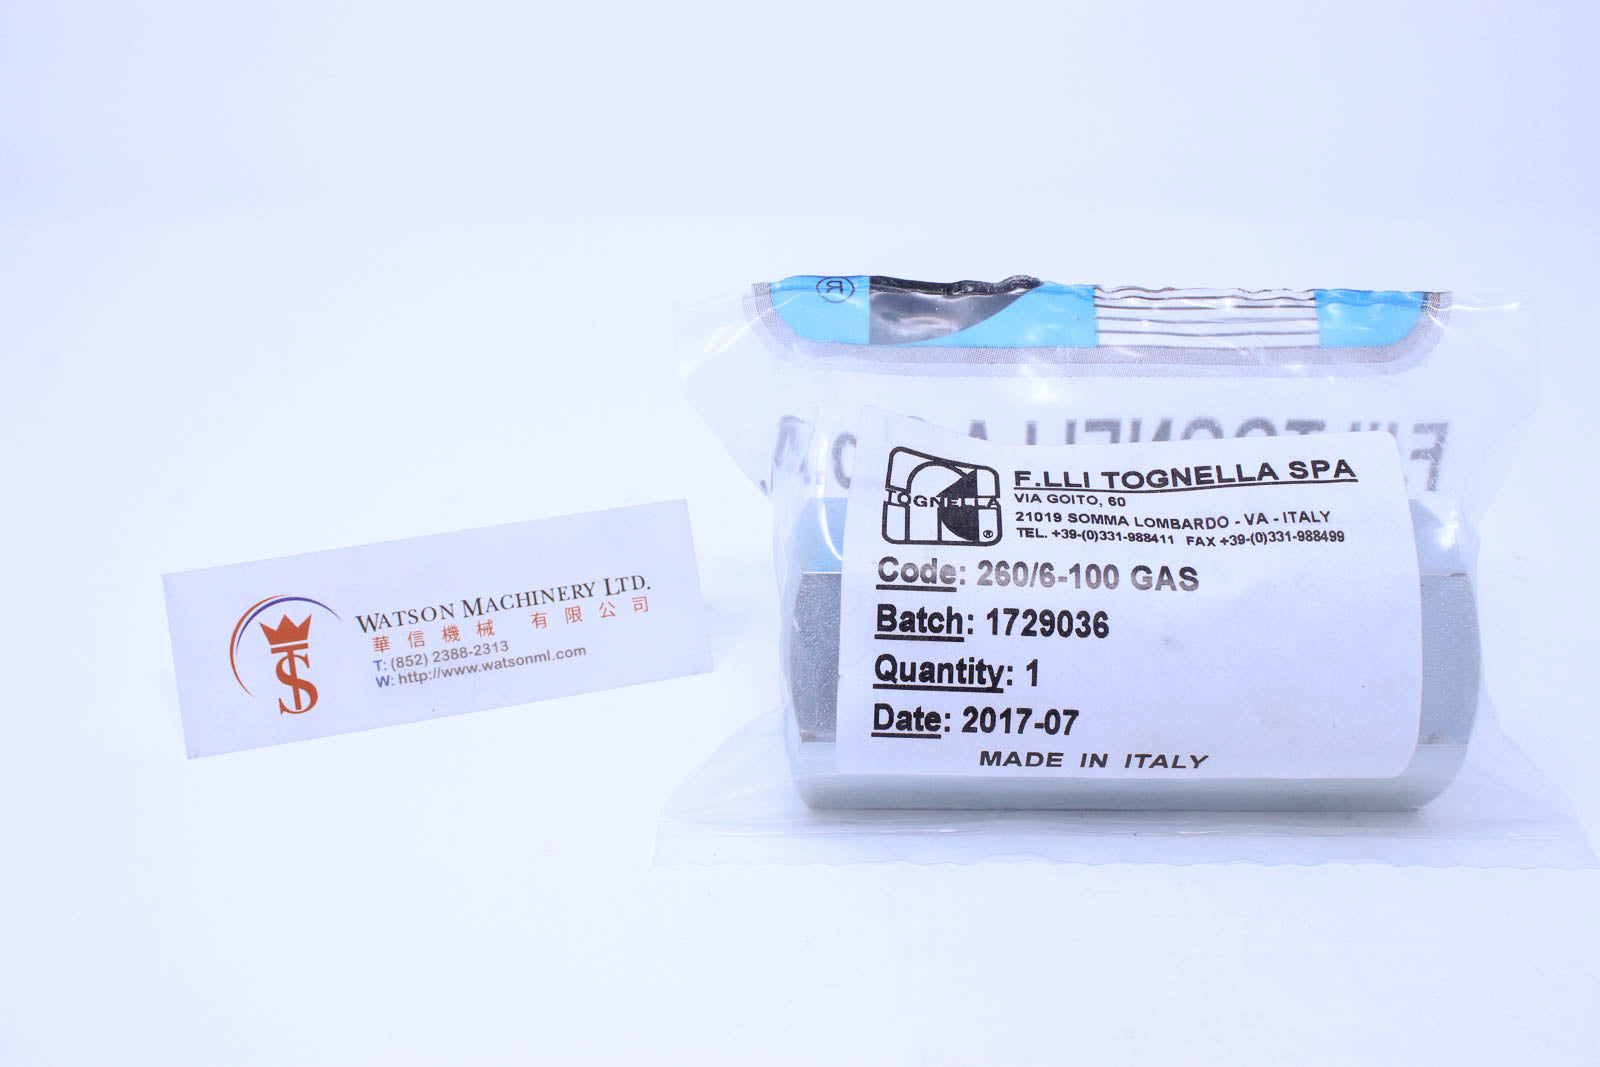 WATSON MACHINERY LTD.
華信機械 有限公司
T: (852) 2388-2313
W: http://www.watsonml.com
®
F.lli TOGNELLA
TOGNELLA
®
F.LLI TOGNELLA SPA
VIA GOITO, 60
21019 SOMMA LOMBARDO - VA - ITALY
TEL. +39-(0)331-988411 FAX +39-(0)331-988499
Code: 260/6-100 GAS
Batch: 1729036
Quantity: 1
Date: 2017-07
MADE IN ITALY